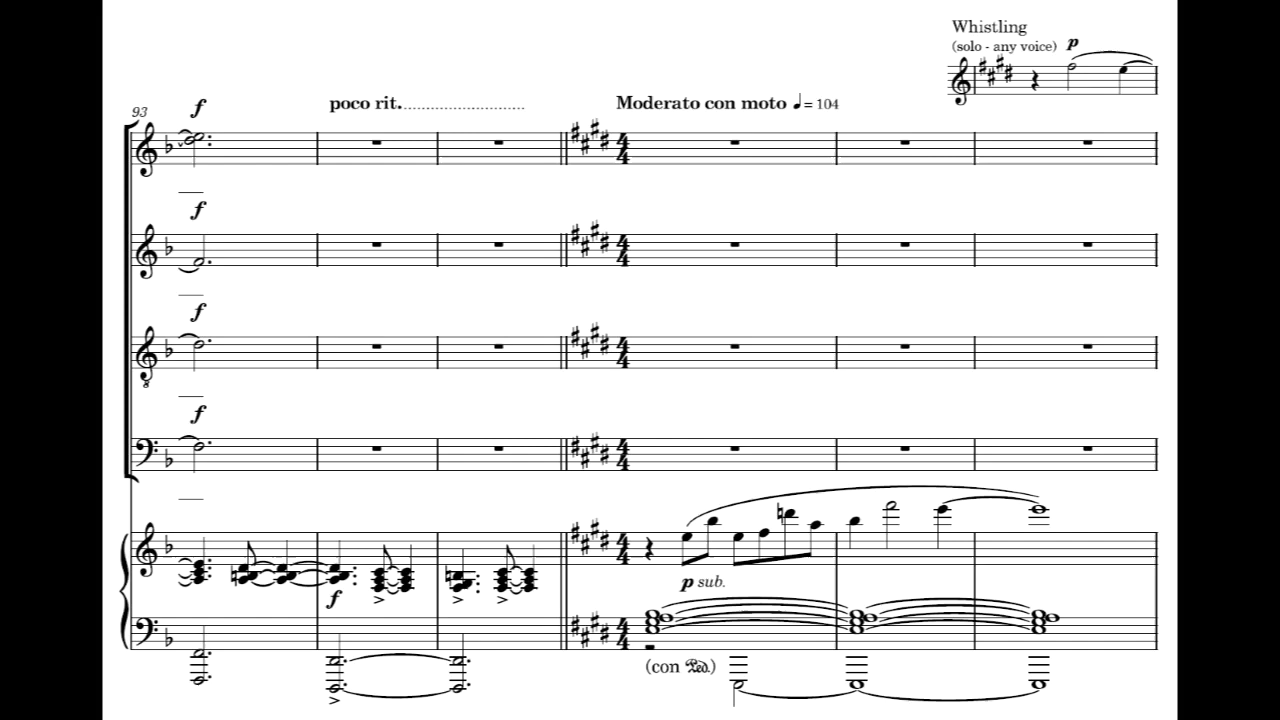 Whistling
(solo - any voice) p
93 f poco rit. Moderato con moto ♩= 104
f
f
f
p sub.
f
(con Ped.)